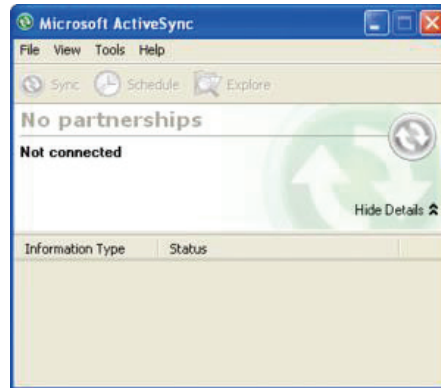 Microsoft ActiveSync
File View Tools Help
Sync Schedule Explore
No partnerships
Not connected
Hide Details
Information Type Status